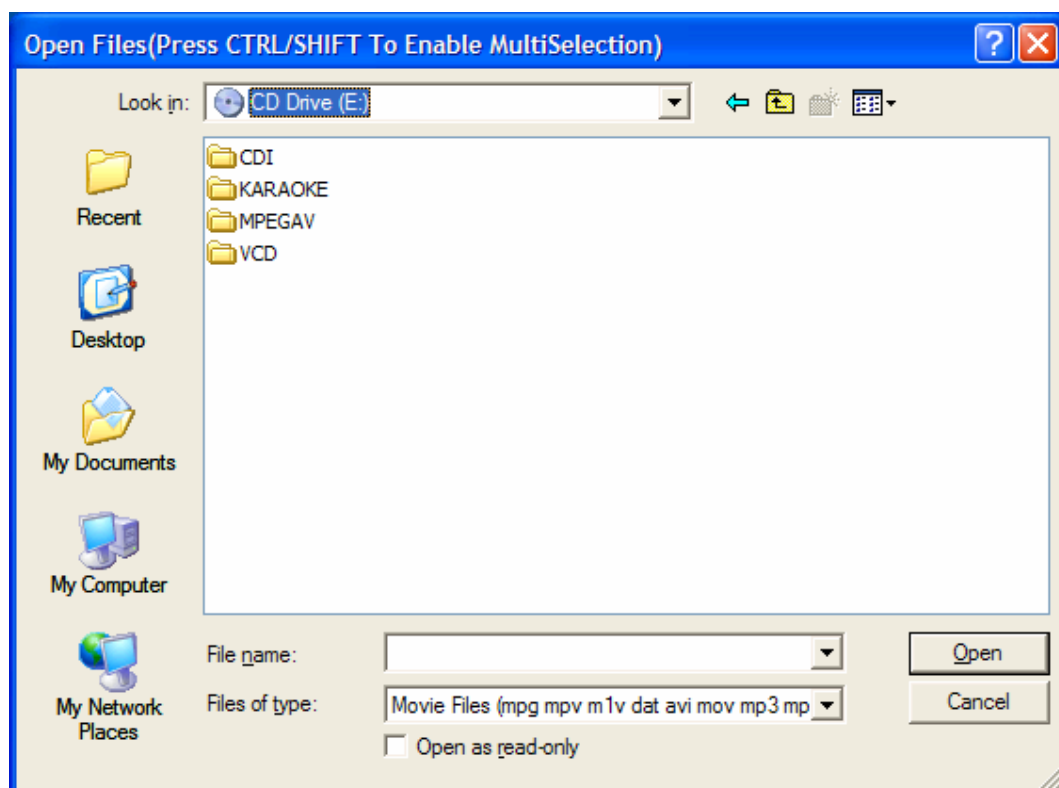 Open Files(Press CTRL/SHIFT To Enable MultiSelection)
Look in:
CD Drive (E:)
CDI
KARAOKE
MPEGAV
VCD
Recent
Desktop
My Documents
My Computer
My Network
Places
File name:
Open
Files of type:
Movie Files (mpg mpv m1v dat avi mov mp3 mp
Cancel
Open as read-only